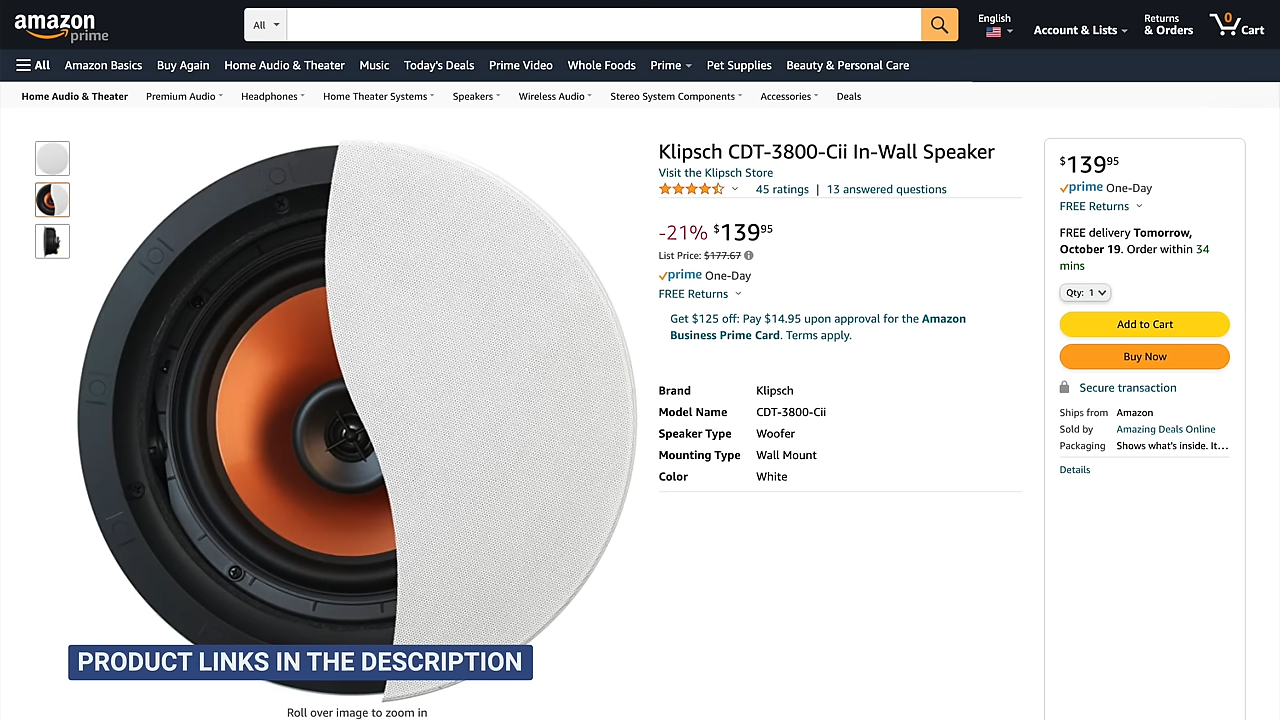 amazon
prime
All
English
Account & Lists
Returns
& Orders
0
Cart
All
Amazon Basics
Buy Again
Home Audio & Theater
Music
Today's Deals
Prime Video
Whole Foods
Prime
Pet Supplies
Beauty & Personal Care
Home Audio & Theater
Premium Audio
Headphones
Home Theater Systems
Speakers
Wireless Audio
Stereo System Components
Accessories
Deals
Klipsch CDT-3800-Cii In-Wall Speaker
Visit the Klipsch Store
45 ratings | 13 answered questions
-21% $139 95
List Price: $177.67
prime One-Day
FREE Returns
Get $125 off: Pay $14.95 upon approval for the Amazon
Business Prime Card. Terms apply.
Brand Klipsch
Model Name CDT-3800-Cii
Speaker Type Woofer
Mounting Type Wall Mount
Color White
$139 95
prime One-Day
FREE Returns
FREE delivery Tomorrow,
October 19. Order within 34
mins
Qty: 1
Add to Cart
Buy Now
Secure transaction
Ships from Amazon
Sold by Amazing Deals Online
Packaging Shows what's inside. It…
Details
PRODUCT LINKS IN THE DESCRIPTION
Roll over image to zoom in